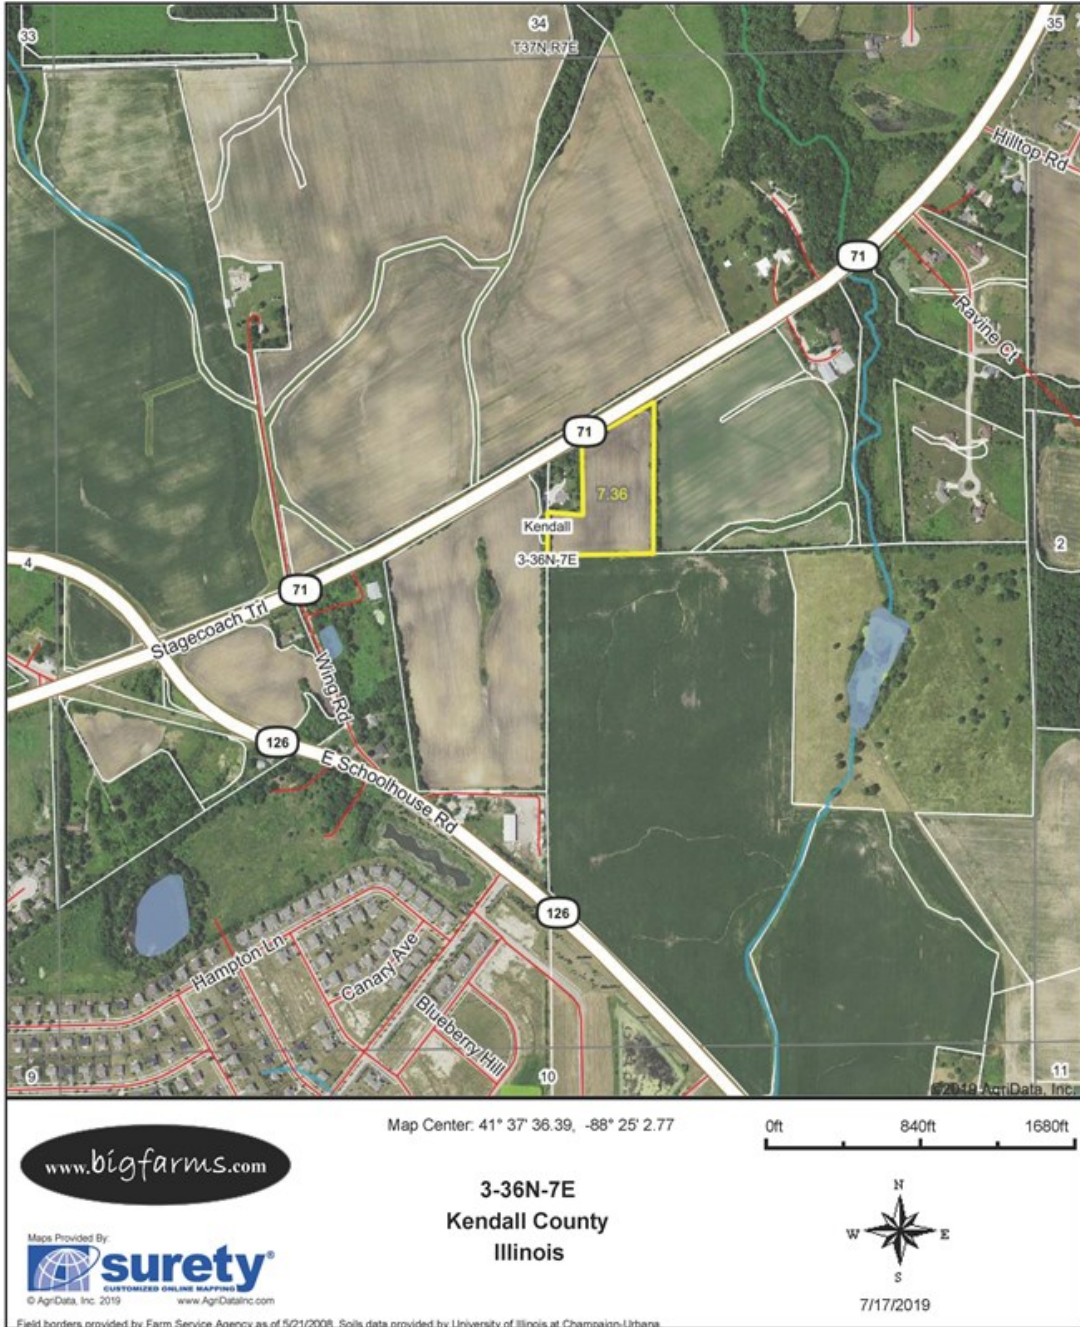 33
34
35
T37N,R7E
Hilltop Rd
71
Ravine Ct
71
7.36
Kendall
3-36N-7E
2
4
71
Stagecoach Trl
Wing Rd
126
E Schoolhouse Rd
126
Hampton Ln
Canary Ave
Blueberry Hill
9
10
11
©2019 AgriData, Inc.
Map Center: 41° 37' 36.39, -88° 25' 2.77
0ft 840ft 1680ft
www.bigfarms.com
3-36N-7E
Kendall County
Illinois
N
W E
S
Maps Provided By:
surety®
CUSTOMIZED ONLINE MAPPING
© AgriData, Inc. 2019 www.AgriDataInc.com
7/17/2019
Field borders provided by Farm Service Agency as of 5/21/2008. Soils data provided by University of Illinois at Champaign-Urbana.